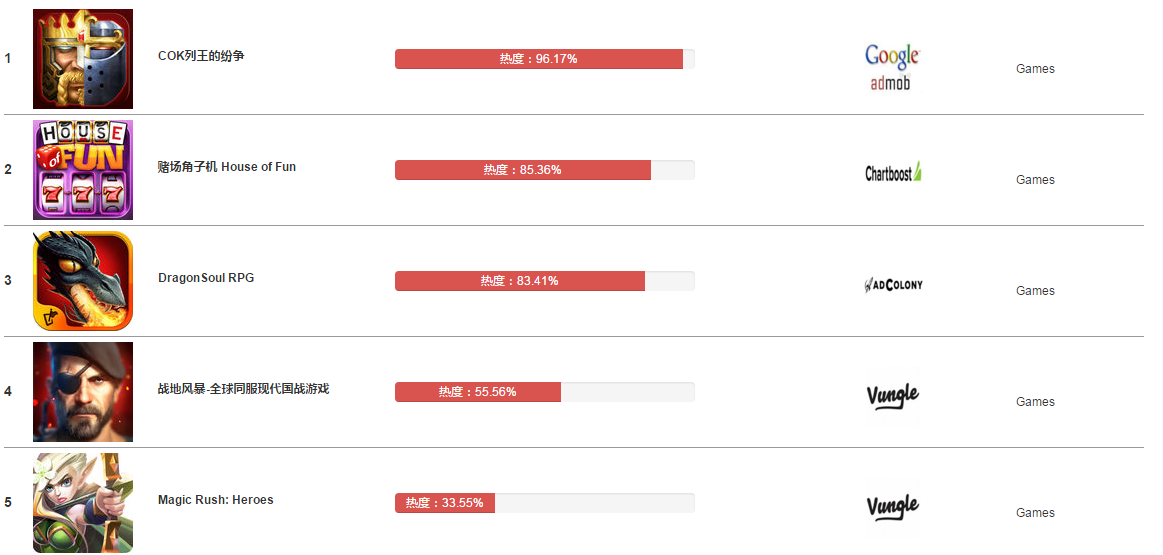 1
COK列王的纷争
热度：96.17%
Google
admob
Games
2
HOUSE
of FUN
777
赌场角子机 House of Fun
热度：85.36%
Chartboost
Games
3
DragonSoul RPG
热度：83.41%
ADCOLONY
Games
4
战地风暴-全球同服现代国战游戏
热度：55.56%
Vungle
Games
5
Magic Rush: Heroes
热度：33.55%
Vungle
Games